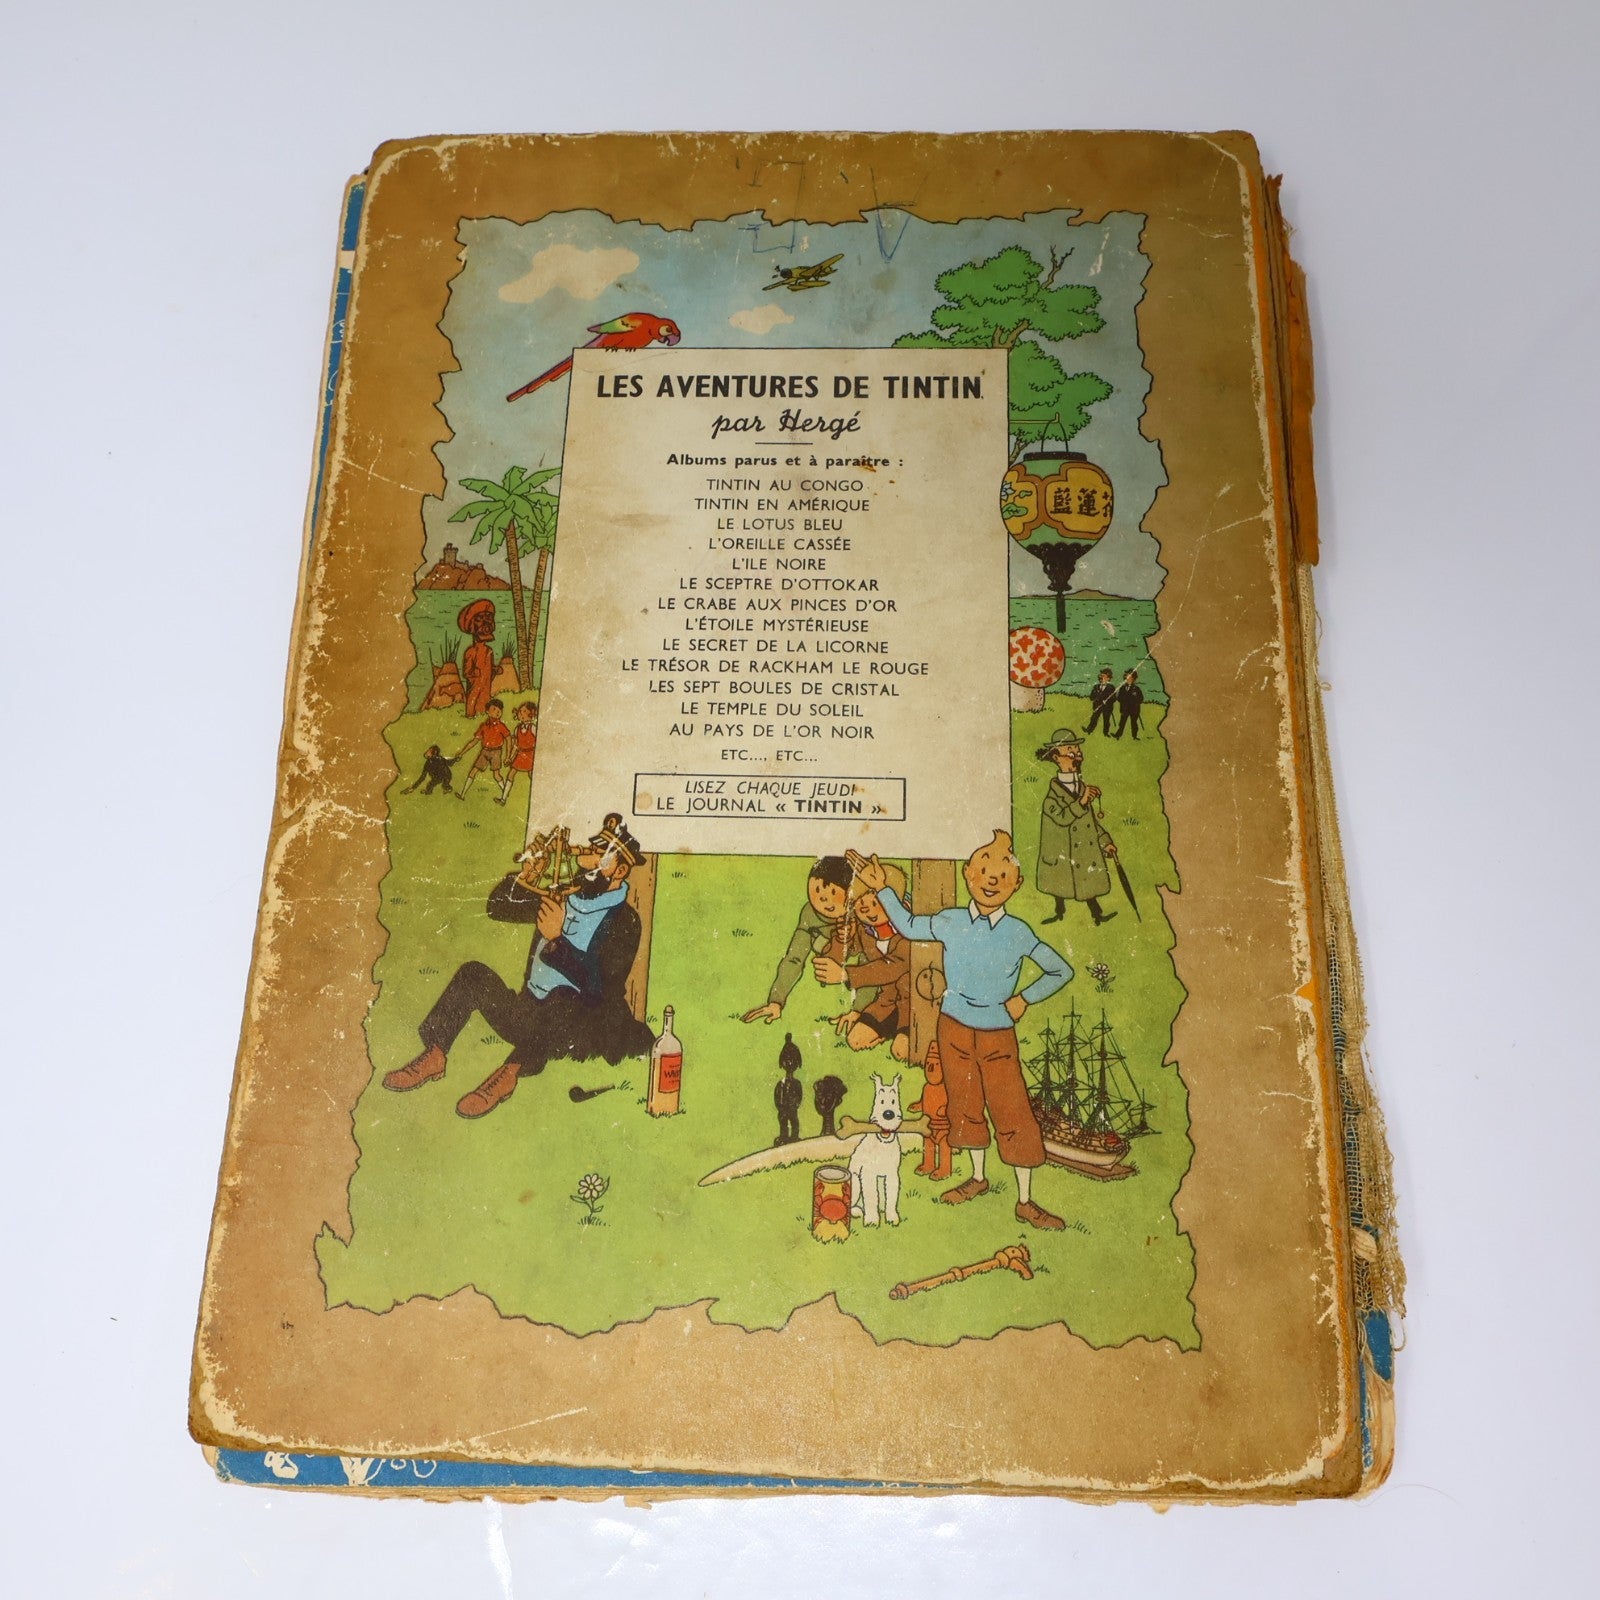 LES AVENTURES DE TINTIN
par Hergé
Albums parus et à paraître :
TINTIN AU CONGO
TINTIN EN AMÉRIQUE
LE LOTUS BLEU
L'OREILLE CASSÉE
L'ILE NOIRE
LE SCEPTRE D'OTTOKAR
LE CRABE AUX PINCES D'OR
L'ÉTOILE MYSTÉRIEUSE
LE SECRET DE LA LICORNE
LE TRÉSOR DE RACKHAM LE ROUGE
LES SEPT BOULES DE CRISTAL
LE TEMPLE DU SOLEIL
AU PAYS DE L'OR NOIR
ETC..., ETC...
LISEZ CHAQUE JEUDI
LE JOURNAL « TINTIN »
藍蓮